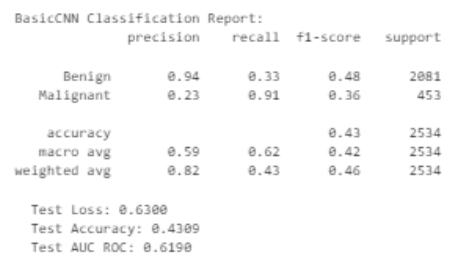 BasicCNN Classification Report:
precision recall f1-score support
Benign 0.94 0.33 0.48 2081
Malignant 0.23 0.91 0.36 453
accuracy 0.43 2534
macro avg 0.59 0.62 0.42 2534
weighted avg 0.82 0.43 0.46 2534
Test Loss: 0.6300
Test Accuracy: 0.4309
Test AUC ROC: 0.6190